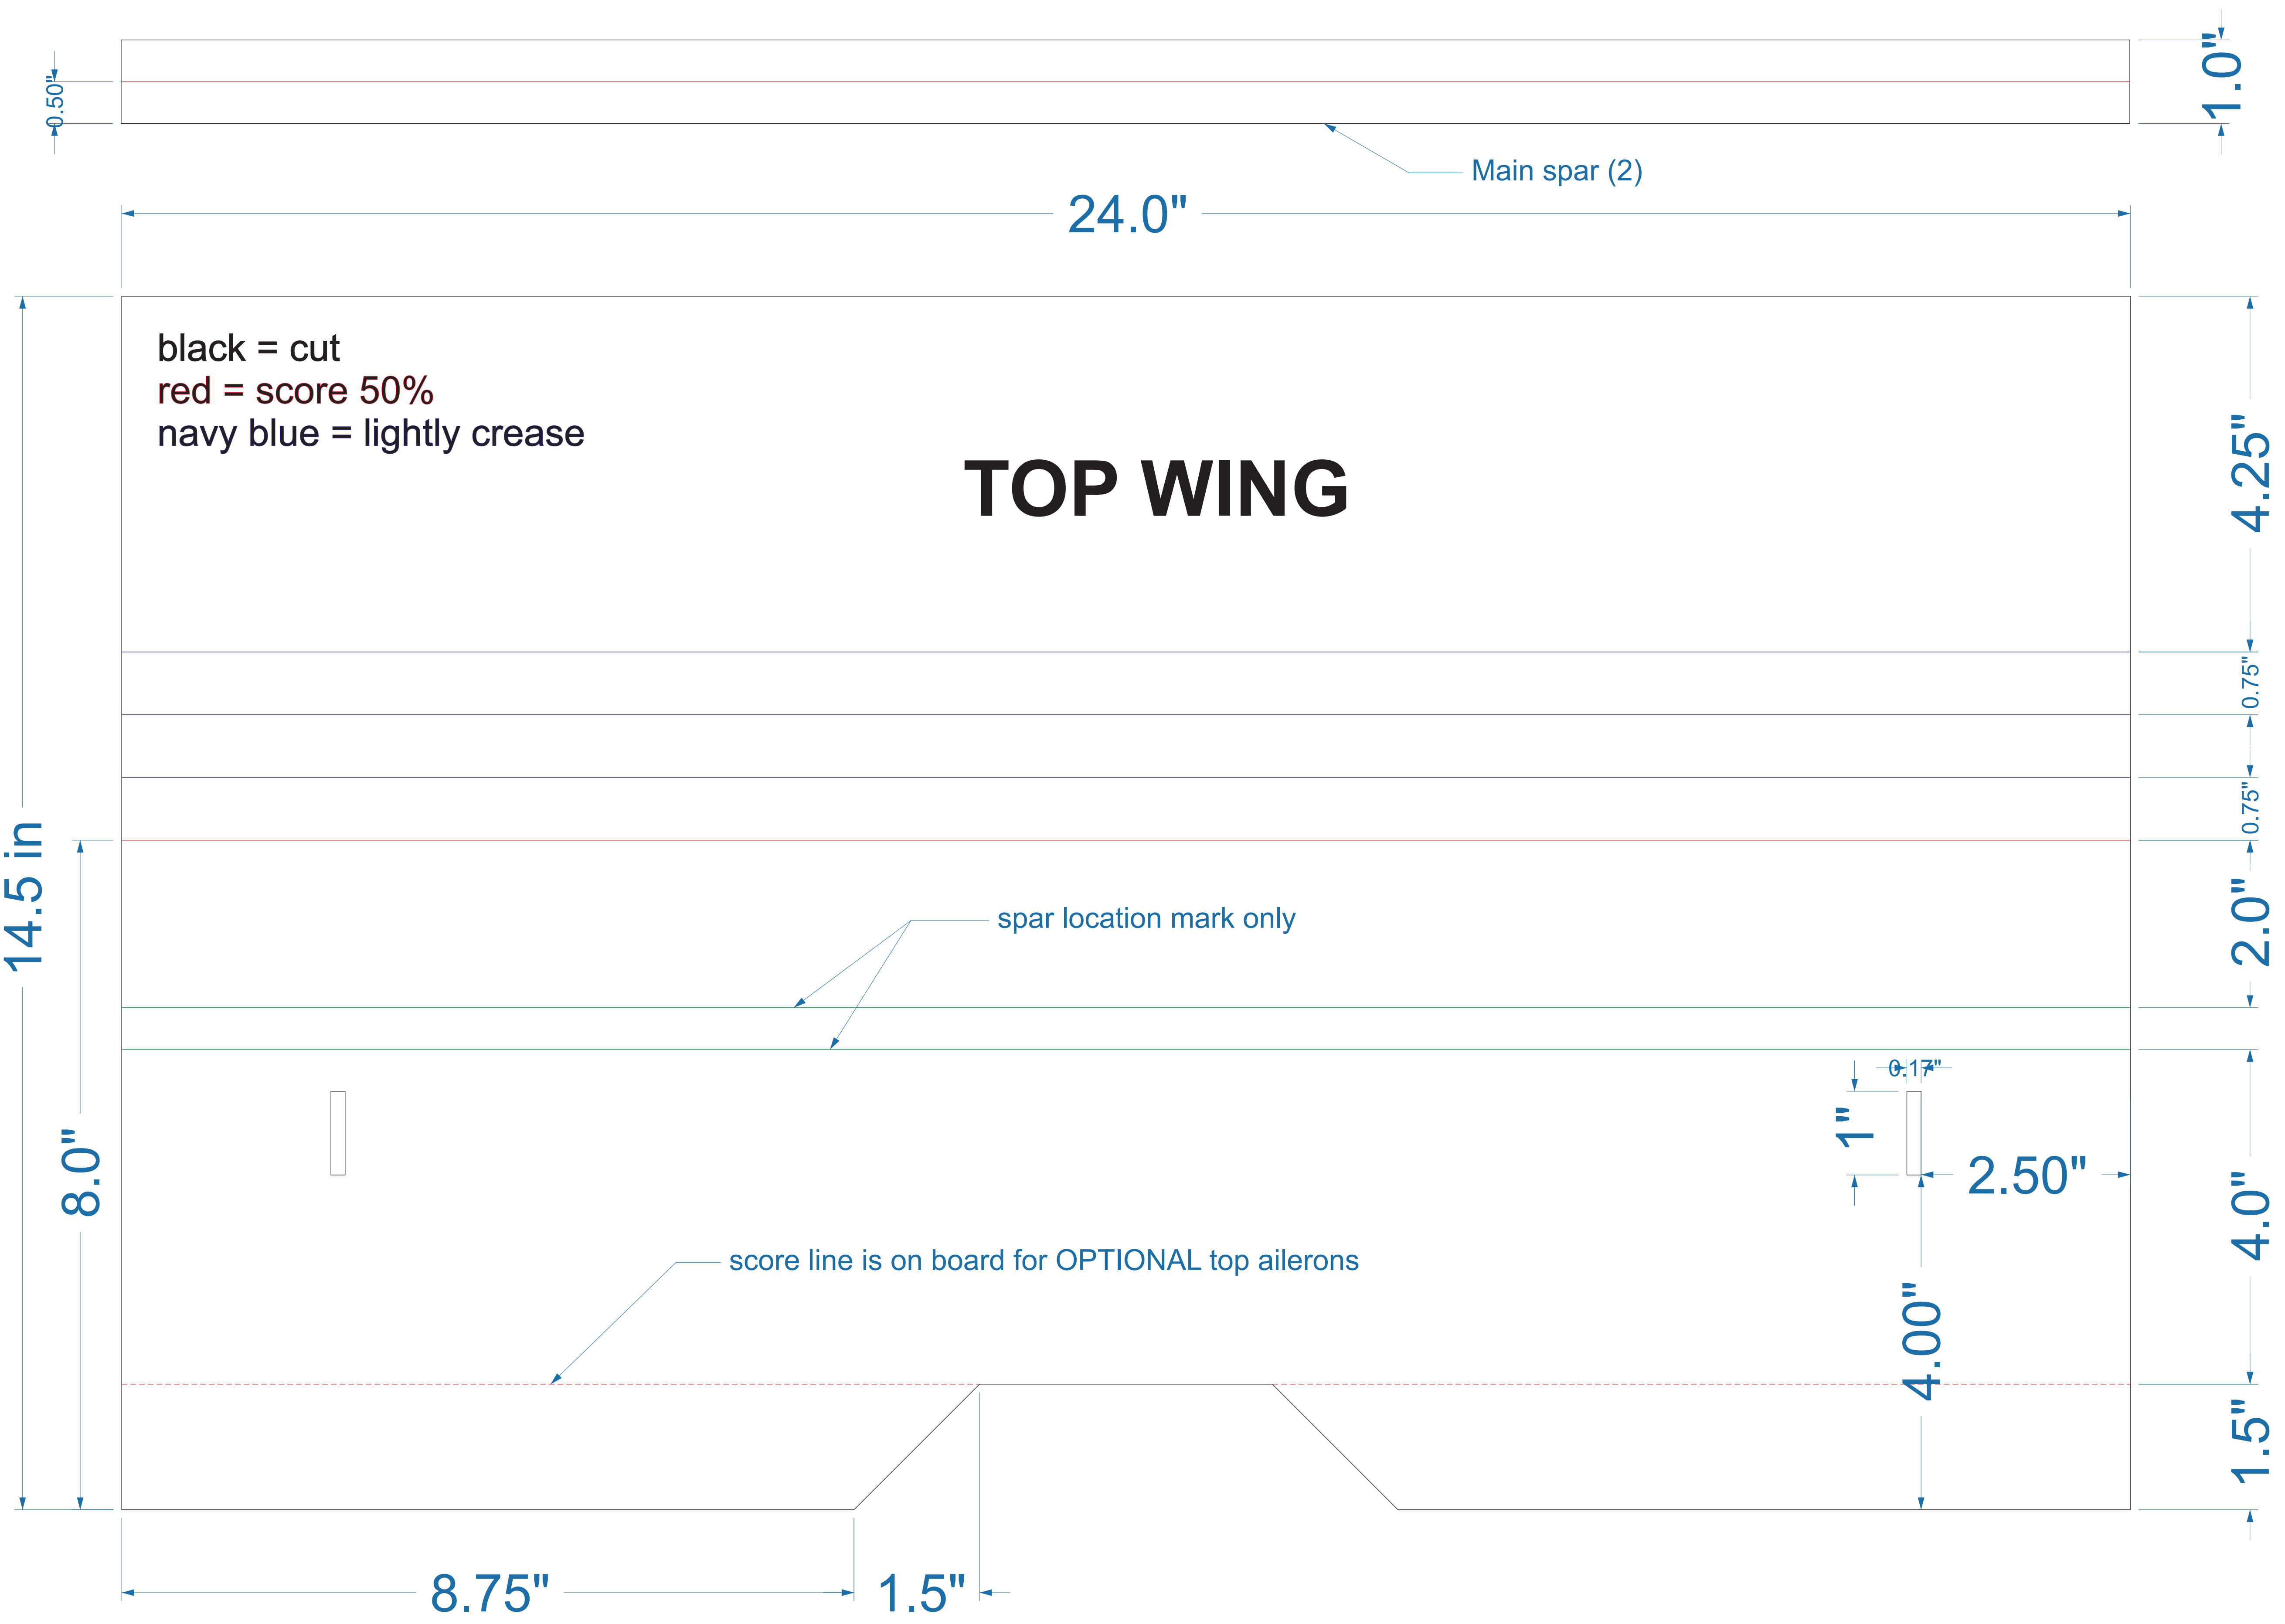 0.50"
1.0"
Main spar (2)
24.0"
black = cut
red = score 50%
navy blue = lightly crease
TOP WING
4.25"
0.75"
0.75"
14.5 in
2.0"
spar location mark only
0.17"
1"
8.0"
2.50"
4.0"
score line is on board for OPTIONAL top ailerons
4.00"
1.5"
8.75"
1.5"